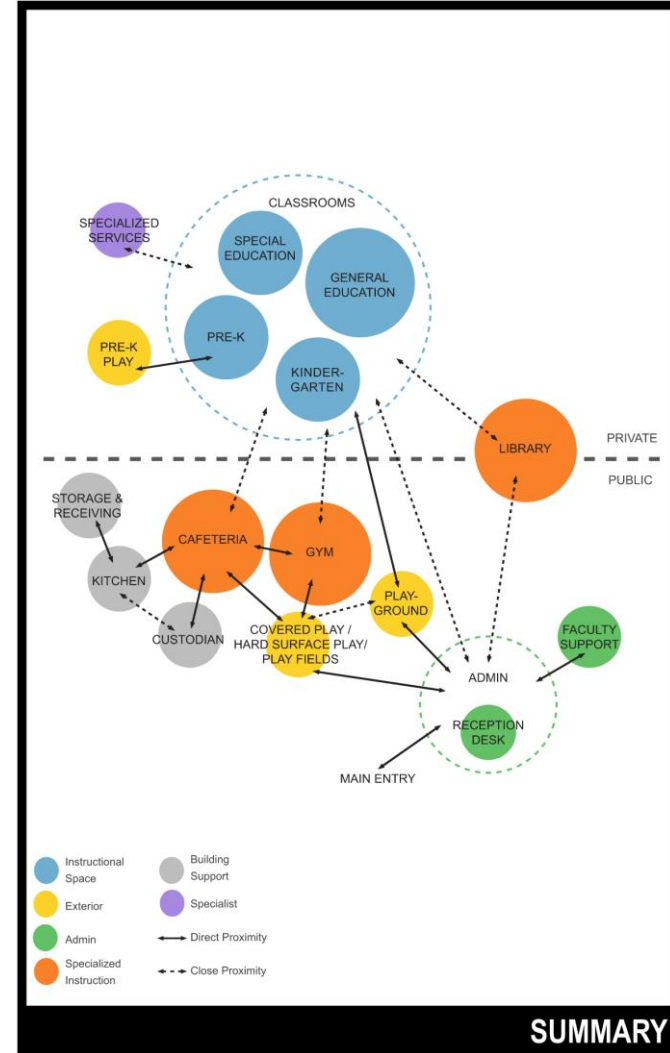 CLASSROOMS
SPECIALIZED
SERVICES
SPECIAL
EDUCATION
GENERAL
EDUCATION
PRE-K
PRE-K
PLAY
KINDER-
GARTEN
LIBRARY
PRIVATE
PUBLIC
STORAGE &
RECEIVING
CAFETERIA
GYM
KITCHEN
CUSTODIAN
COVERED PLAY /
HARD SURFACE PLAY/
PLAY FIELDS
PLAY-
GROUND
FACULTY
SUPPORT
ADMIN
RECEPTION
DESK
MAIN ENTRY
Instructional
Space
Exterior
Admin
Specialized
Instruction
Building
Support
Specialist
Direct Proximity
Close Proximity
SUMMARY